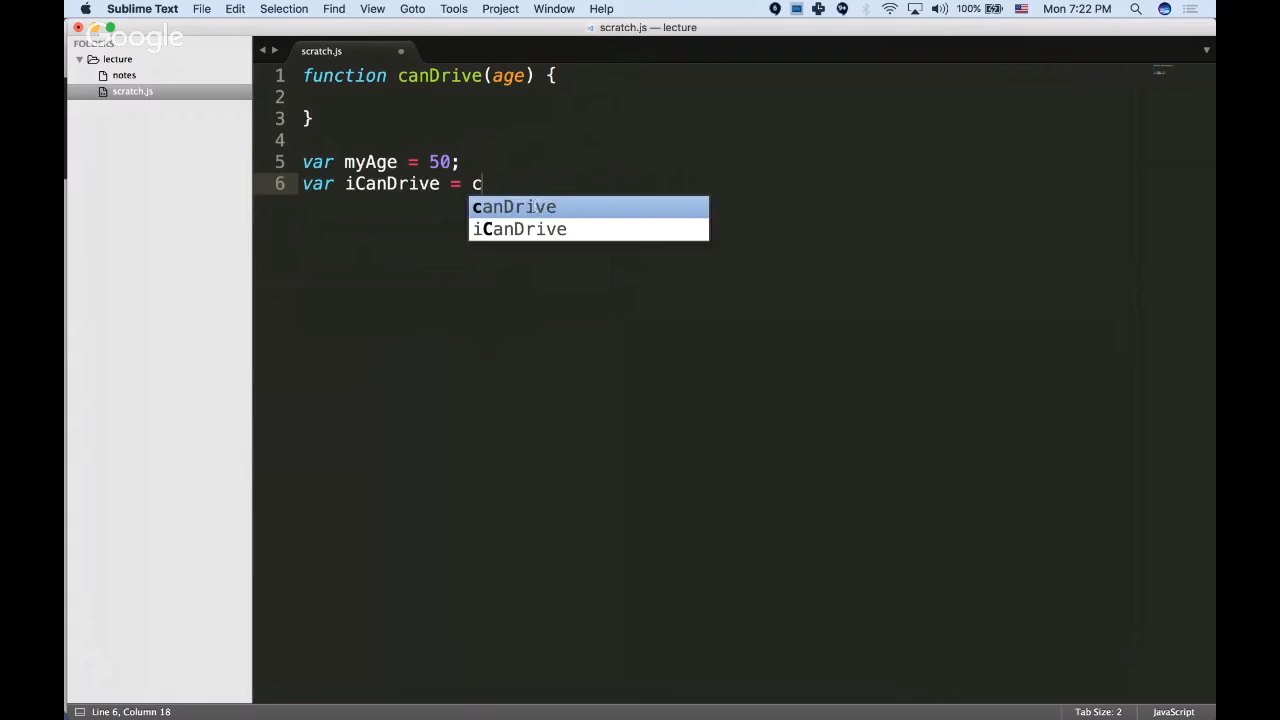 Sublime Text File Edit Selection Find View Goto Tools Project Window Help 100% Mon 7:22 PM
scratch.js — lecture
Google
FOLDERS
lecture
notes
scratch.js
scratch.js
1 function canDrive(age) {
2
3 }
4
5 var myAge = 50;
6 var iCanDrive = c
canDrive
iCanDrive
Line 6, Column 18 Tab Size: 2 JavaScript